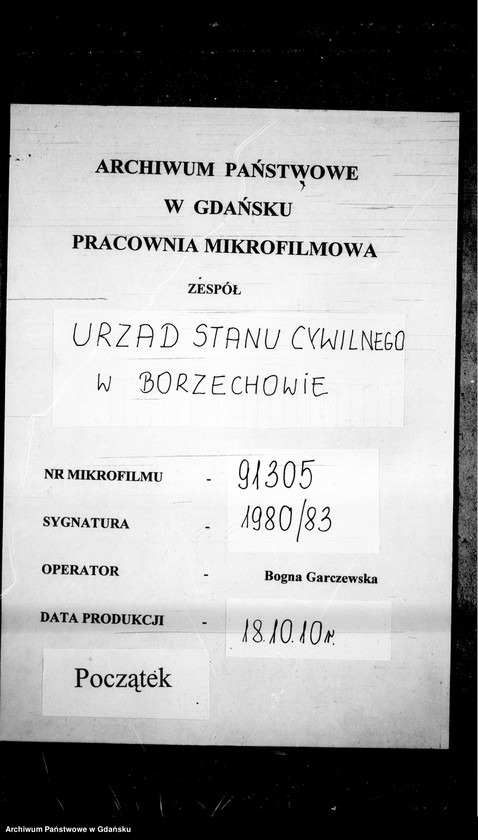 ARCHIWUM PAŃSTWOWE
W GDAŃSKU
PRACOWNIA MIKROFILMOWA
ZESPÓŁ
URZAD STANU CYWILNEGO
W BORZECHOWIE
NR MIKROFILMU - 91305
SYGNATURA - 1980/83
OPERATOR - Bogna Garczewska
DATA PRODUKCJI - 18.10.10r.
Początek
Archiwum Państwowe w Gdańsku